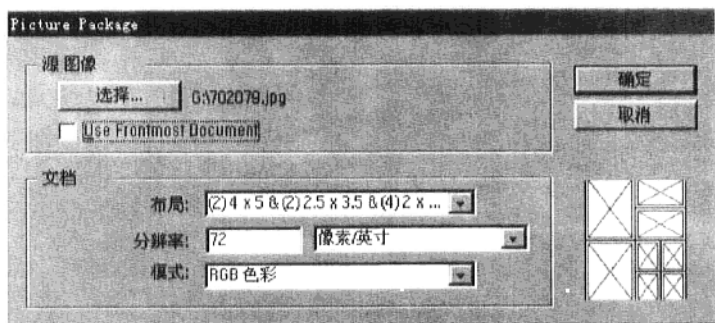 Picture Package
源图像
选择... G:\702079.jpg
Use Frontmost Document
确定
取消
文档
布局: (2)4 x 5 & (2)2.5 x 3.5 & (4)2 x ...
分辨率: 72 像素/英寸
模式: RGB 色彩